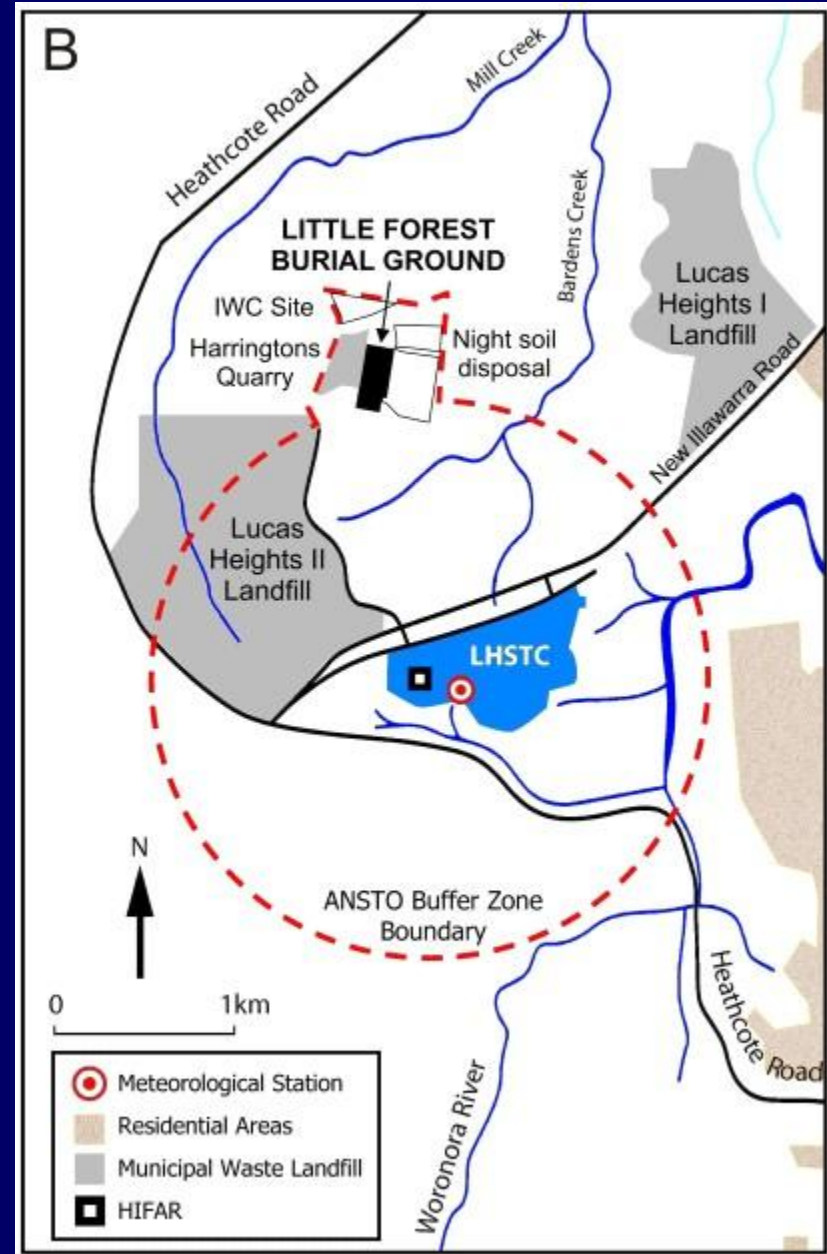 B
Mill Creek
Heathcote Road
Bardens Creek
LITTLE FOREST
BURIAL GROUND
IWC Site
Harringtons
Quarry
Night soil
disposal
Lucas
Heights I
Landfill
New Illawarra Road
Lucas
Heights II
Landfill
LHSTC
N
ANSTO Buffer Zone
Boundary
0 1km
Heathcote Road
Woronora River
Meteorological Station
Residential Areas
Municipal Waste Landfill
HIFAR